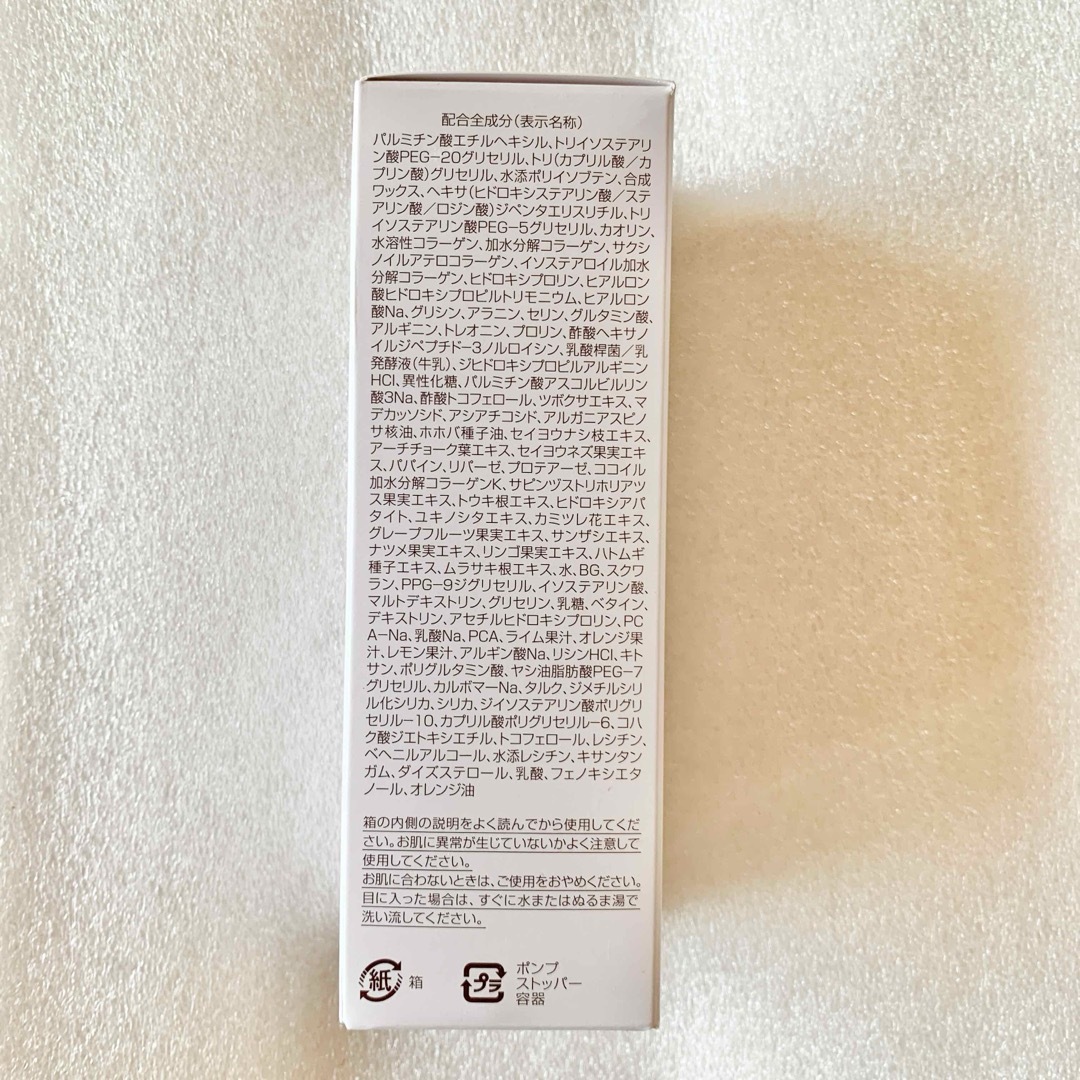 配合全成分（表示名称）
パルミチン酸エチルヘキシル、トリイソステアリ
ン酸PEG-20グリセリル、トリ（カプリル酸／カ
プリン酸）グリセリル、水添ポリイソブテン、合成
ワックス、ヘキサ（ヒドロキシステアリン酸／ステ
アリン酸／ロジン酸）ジペンタエリスリチル、トリ
イソステアリン酸PEG-5グリセリル、カオリン、
水溶性コラーゲン、加水分解コラーゲン、サクシ
ノイルアテロコラーゲン、イソステアロイル加水
分解コラーゲン、ヒドロキシプロリン、ヒアルロン
酸ヒドロキシプロピルトリモニウム、ヒアルロン
酸Na、グリシン、アラニン、セリン、グルタミン酸、
アルギニン、トレオニン、プロリン、酢酸ヘキサノ
イルジペプチド-3ノルロイシン、乳酸桿菌／乳
発酵液（牛乳）、ジヒドロキシプロピルアルギニン
HCl、異性化糖、パルミチン酸アスコルビルリン
酸3Na、酢酸トコフェロール、ツボクサエキス、マ
デカッソシド、アシアチコシド、アルガニアスピノ
サ核油、ホホバ種子油、セイヨウナシ枝エキス、
アーチチョーク葉エキス、セイヨウネズ果実エキ
ス、パパイン、リパーゼ、プロテアーゼ、ココイル
加水分解コラーゲンK、サピンヅストリホリアツ
ス果実エキス、トウキ根エキス、ヒドロキシアパ
タイト、ユキノシタエキス、カミツレ花エキス、
グレープフルーツ果実エキス、サンザシエキス、
ナツメ果実エキス、リンゴ果実エキス、ハトムギ
種子エキス、ムラサキ根エキス、水、BG、スクワ
ラン、PPG-9ジグリセリル、イソステアリン酸、
マルトデキストリン、グリセリン、乳糖、ベタイン、
デキストリン、アセチルヒドロキシプロリン、PC
A-Na、乳酸Na、PCA、ライム果汁、オレンジ果
汁、レモン果汁、アルギン酸Na、リシンHCl、キト
サン、ポリグルタミン酸、ヤシ油脂肪酸PEG-7
グリセリル、カルボマーNa、タルク、ジメチルシリ
ル化シリカ、シリカ、ジイソステアリン酸ポリグリ
セリル-10、カプリル酸ポリグリセリル-6、コハ
ク酸ジエトキシエチル、トコフェロール、レシチン、
ベヘニルアルコール、水添レシチン、キサンタン
ガム、ダイズステロール、乳酸、フェノキシエタ
ノール、オレンジ油
箱の内側の説明をよく読んでから使用してくだ
さい。お肌に異常が生じていないかよく注意して
使用してください。
お肌に合わないときは、ご使用をおやめください。
目に入った場合は、すぐに水またはぬるま湯で
洗い流してください。
紙 箱
プラ ポンプ
ストッパー
容器